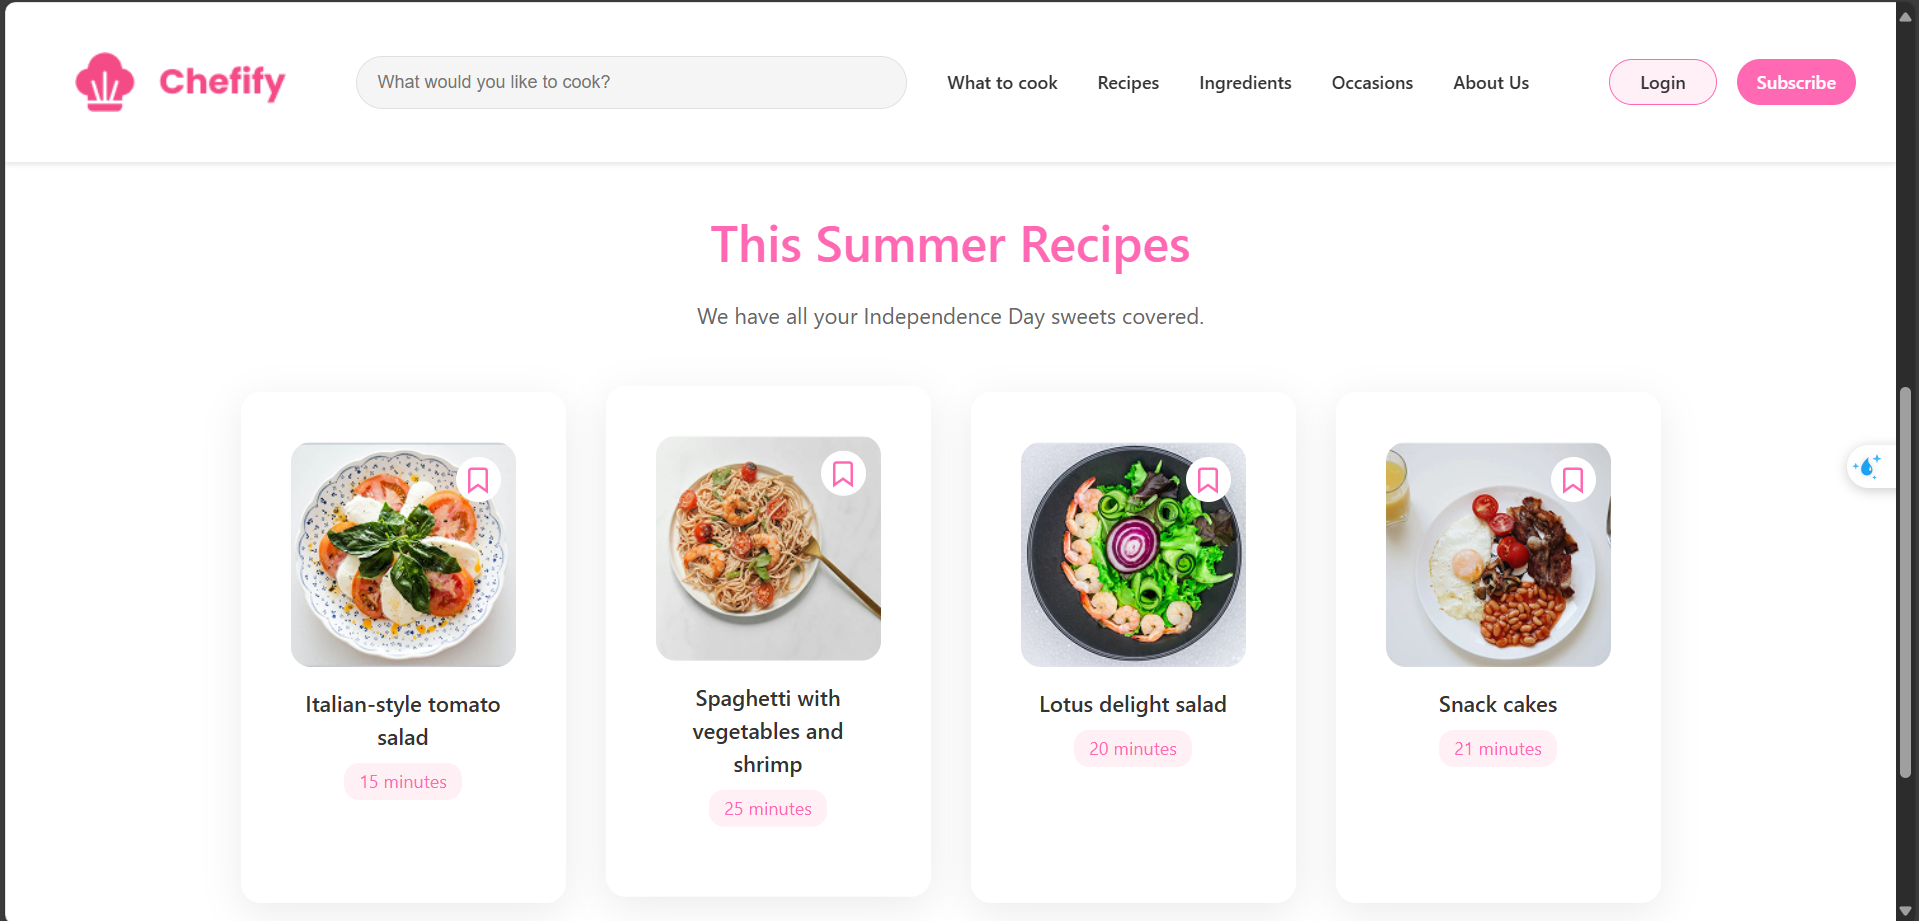 Chefify
What would you like to cook?
What to cook
Recipes
Ingredients
Occasions
About Us
Login
Subscribe
This Summer Recipes
We have all your Independence Day sweets covered.
Italian-style tomato
salad
15 minutes
Spaghetti with
vegetables and
shrimp
25 minutes
Lotus delight salad
20 minutes
Snack cakes
21 minutes